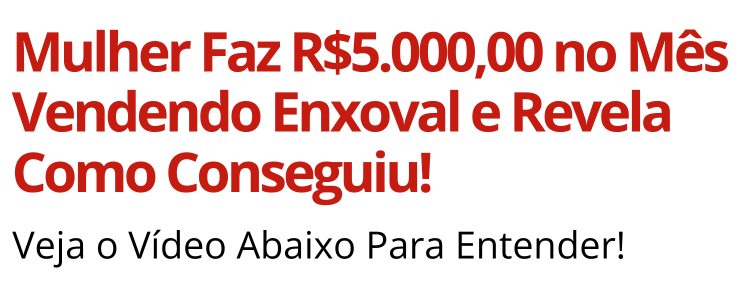 Mulher Faz R$5.000,00 no Mês
Vendendo Enxoval e Revela
Como Conseguiu!
Veja o Vídeo Abaixo Para Entender!